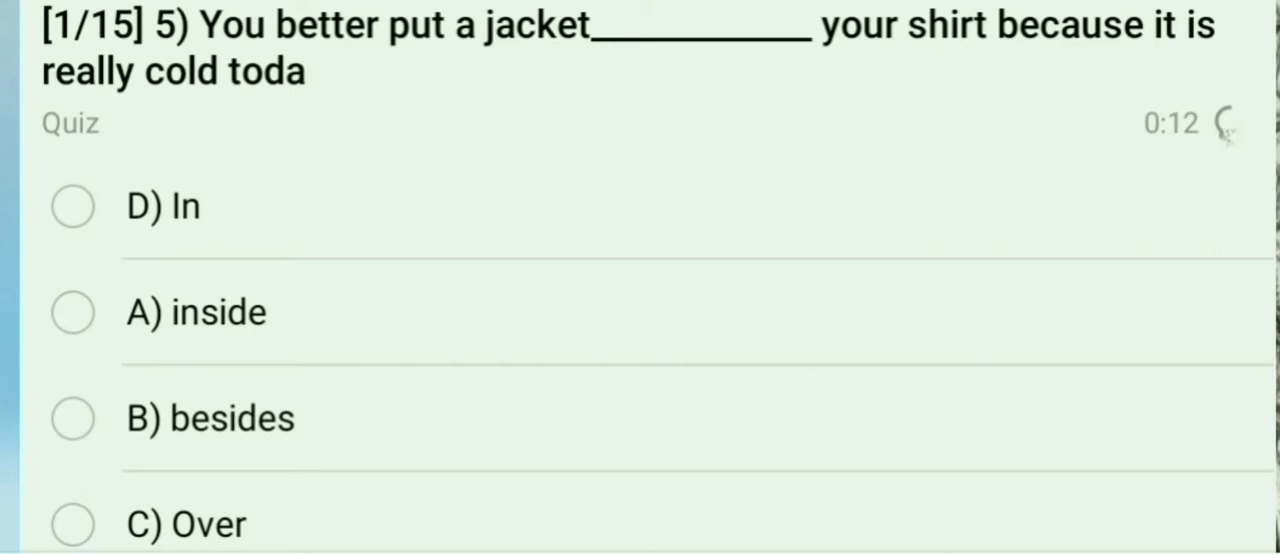 [1/15] 5) You better put a jacket__________ your shirt because it is
really cold toda
Quiz
0:12
D) In
A) inside
B) besides
C) Over